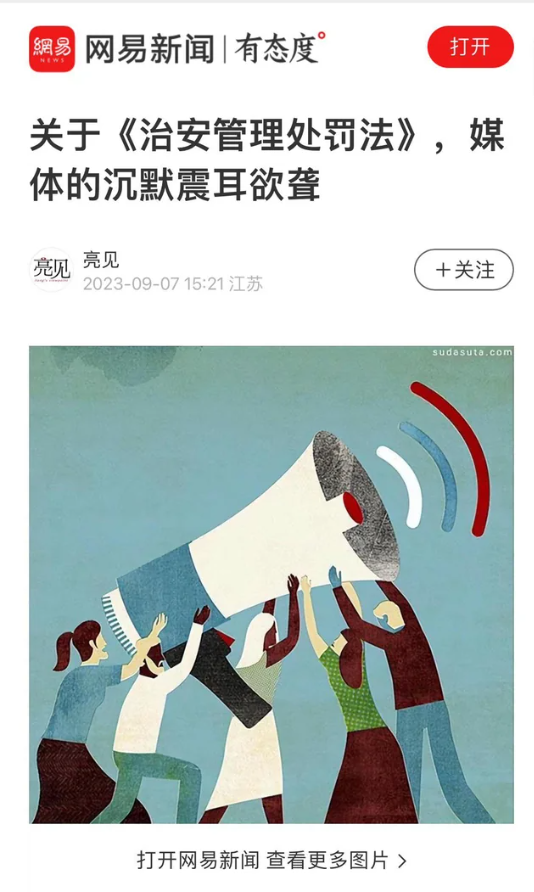 網易
NEWS
网易新闻|有态度°
打开
关于《治安管理处罚法》，媒
体的沉默震耳欲聋
亮见
亮见
2023-09-07 15:21 江苏
＋关注
sudasuta.com
打开网易新闻 查看更多图片 >